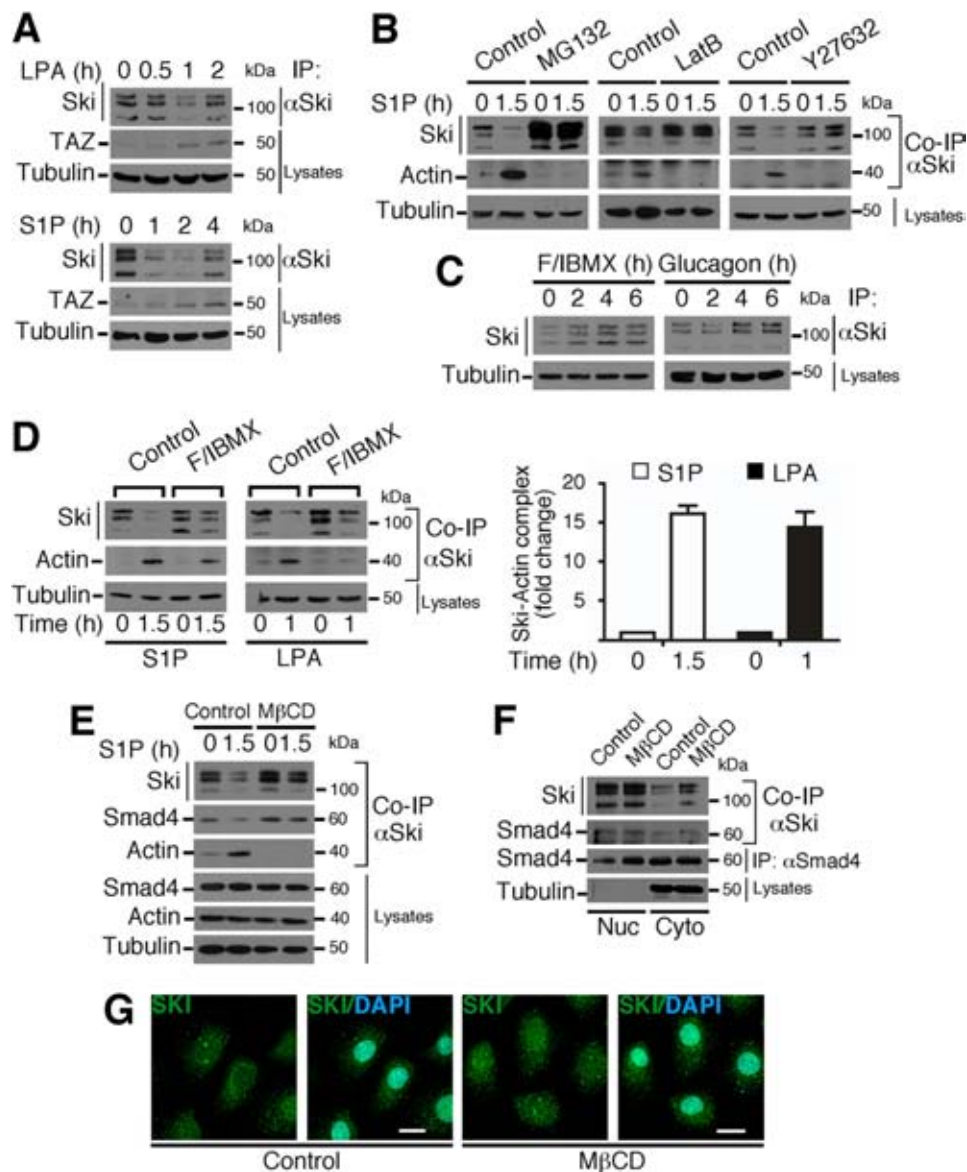 A
LPA (h) 0 0.5 1 2 kDa IP:
Ski 100 αSki
TAZ 50
Tubulin 50 Lysates
S1P (h) 0 1 2 4 kDa
Ski 100 αSki
TAZ 50
Tubulin 50 Lysates
B
Control MG132 Control LatB Control Y27632
S1P (h) 0 1.5 0 1.5 0 1.5 0 1.5 0 1.5 0 1.5 kDa
Ski 100 Co-IP
Actin 40 αSki
Tubulin 50 Lysates
C
F/IBMX (h) Glucagon (h)
0 2 4 6 0 2 4 6 kDa IP:
Ski 100 αSki
Tubulin 50 Lysates
D
Control F/IBMX Control F/IBMX
kDa
Ski 100 Co-IP
Actin 40 αSki
Tubulin 50 Lysates
Time (h) 0 1.5 0 1.5 0 1 0 1
S1P LPA
S1P LPA
Ski-Actin complex
(fold change)
20
15
10
5
Time (h) 0 1.5 0 1
E
Control MβCD
S1P (h) 0 1.5 0 1.5 kDa
Ski 100
Co-IP
Smad4 60 αSki
Actin 40
Smad4 60
Actin 40 Lysates
Tubulin 50
F
Control MβCD Control MβCD
kDa
Ski 100 Co-IP
Smad4 60 αSki
Smad4 60 IP: αSmad4
Tubulin 50 Lysates
Nuc Cyto
G
SKI SKI/DAPI SKI SKI/DAPI
Control MβCD